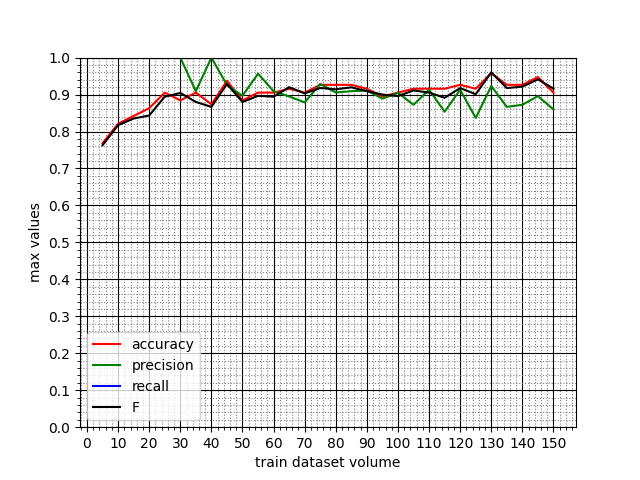 1.0
0.9
0.8
0.7
0.6
0.5
0.4
0.3
0.2
0.1
0.0
max values
accuracy
precision
recall
F
0 10 20 30 40 50 60 70 80 90 100 110 120 130 140 150
train dataset volume